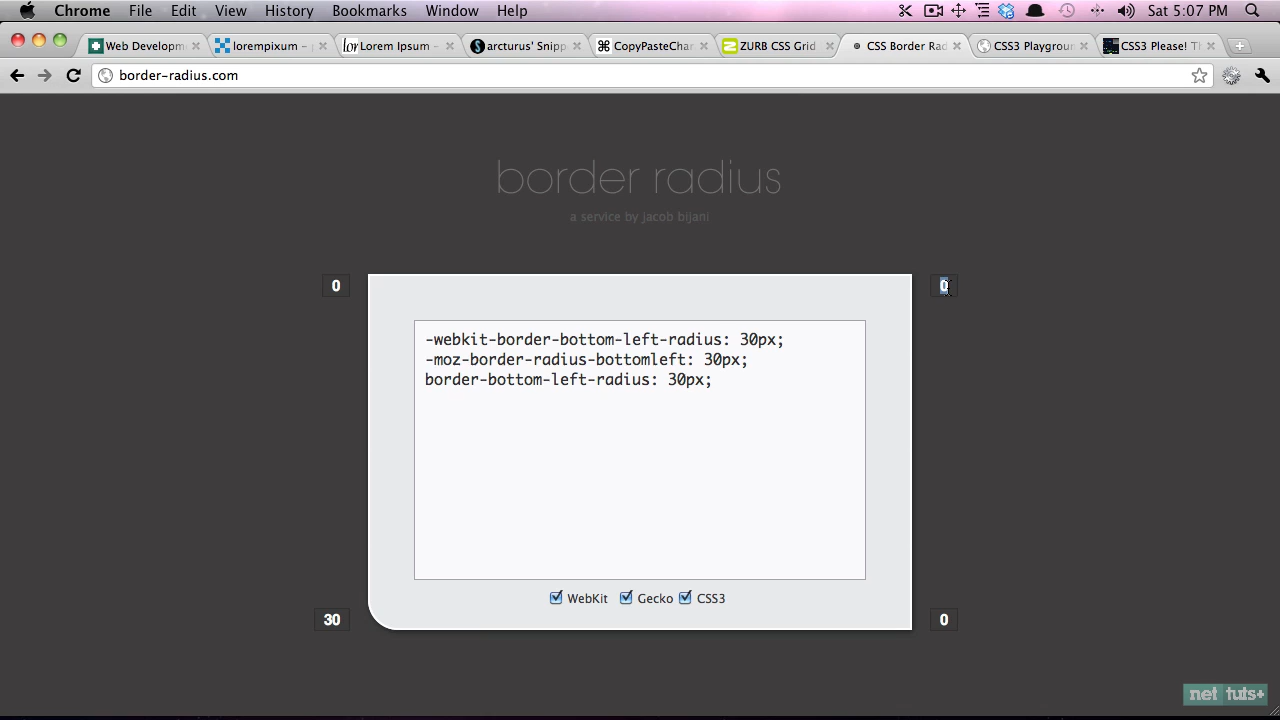 Chrome File Edit View History Bookmarks Window Help Sat 5:07 PM
Web Developm lorempixum – Lorem Ipsum – arcturus' Snipp CopyPasteChar ZURB CSS Grid CSS Border Rad CSS3 Playgroun CSS3 Please! Th
border-radius.com
border radius
a service by jacob bijani
0 0
-webkit-border-bottom-left-radius: 30px;
-moz-border-radius-bottomleft: 30px;
border-bottom-left-radius: 30px;
WebKit Gecko CSS3
30 0
net tuts+